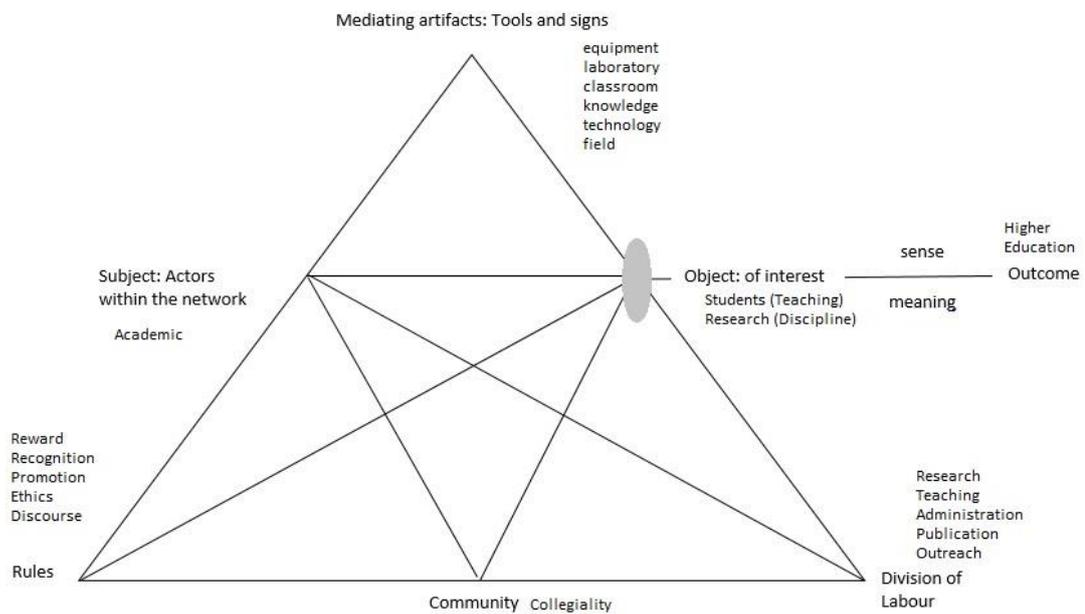 Mediating artifacts: Tools and signs
equipment
laboratory
classroom
knowledge
technology
field
Subject: Actors
within the network
Academic
Object: of interest
Students (Teaching)
Research (Discipline)
sense
meaning
Higher
Education
Outcome
Reward
Recognition
Promotion
Ethics
Discourse
Rules
Research
Teaching
Administration
Publication
Outreach
Division of
Labour
Community Collegiality